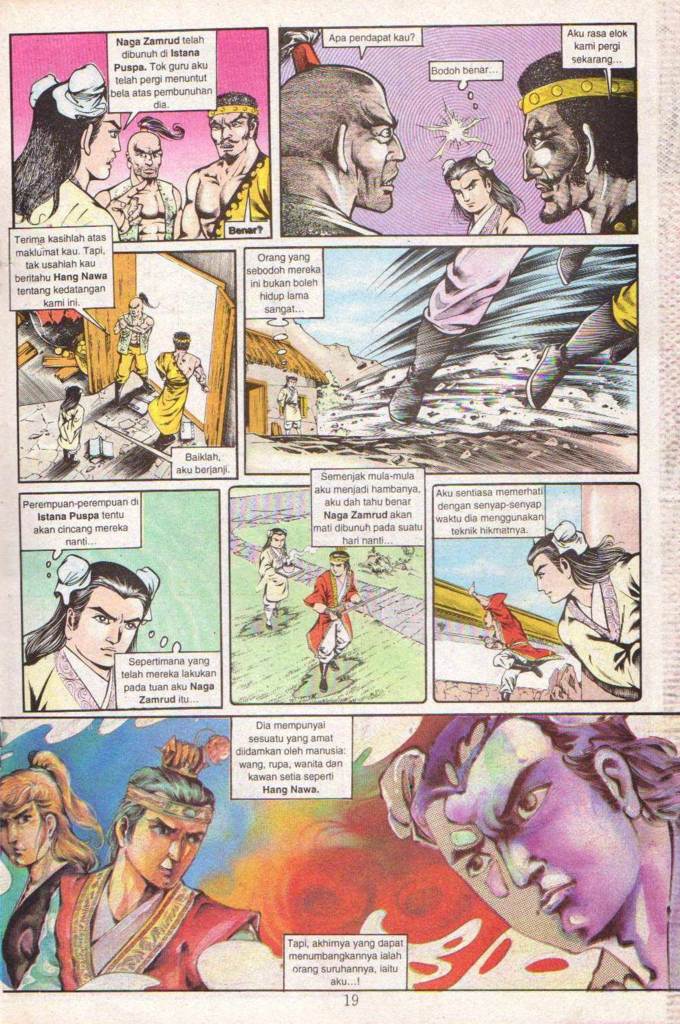 Naga Zamrud telah
dibunuh di Istana
Puspa. Tok guru aku
telah pergi menuntut
bela atas pembunuhan
dia.
Benar?
Apa pendapat kau?
Bodoh benar...
Aku rasa elok
kami pergi
sekarang...
Terima kasihlah atas
maklumat kau. Tapi,
tak usahlah kau
beritahu Hang Nawa
tentang kedatangan
kami ini.
Baiklah,
aku berjanji.
Orang yang
sebodoh mereka
ini bukan boleh
hidup lama
sangat...
Perempuan-perempuan di
Istana Puspa tentu
akan cincang mereka
nanti...
Sepertimana yang
telah mereka lakukan
pada tuan aku Naga
Zamrud itu...
Semenjak mula-mula
aku menjadi hambanya,
aku dah tahu benar
Naga Zamrud akan
mati dibunuh pada suatu
hari nanti...
Aku sentiasa memerhati
dengan senyap-senyap
waktu dia menggunakan
teknik hikmatnya.
Dia mempunyai
sesuatu yang amat
diidamkan oleh manusia:
wang, rupa, wanita dan
kawan setia seperti
Hang Nawa.
Tapi, akhirnya yang dapat
menumbangkannya ialah
orang suruhannya, iaitu
aku...!
19